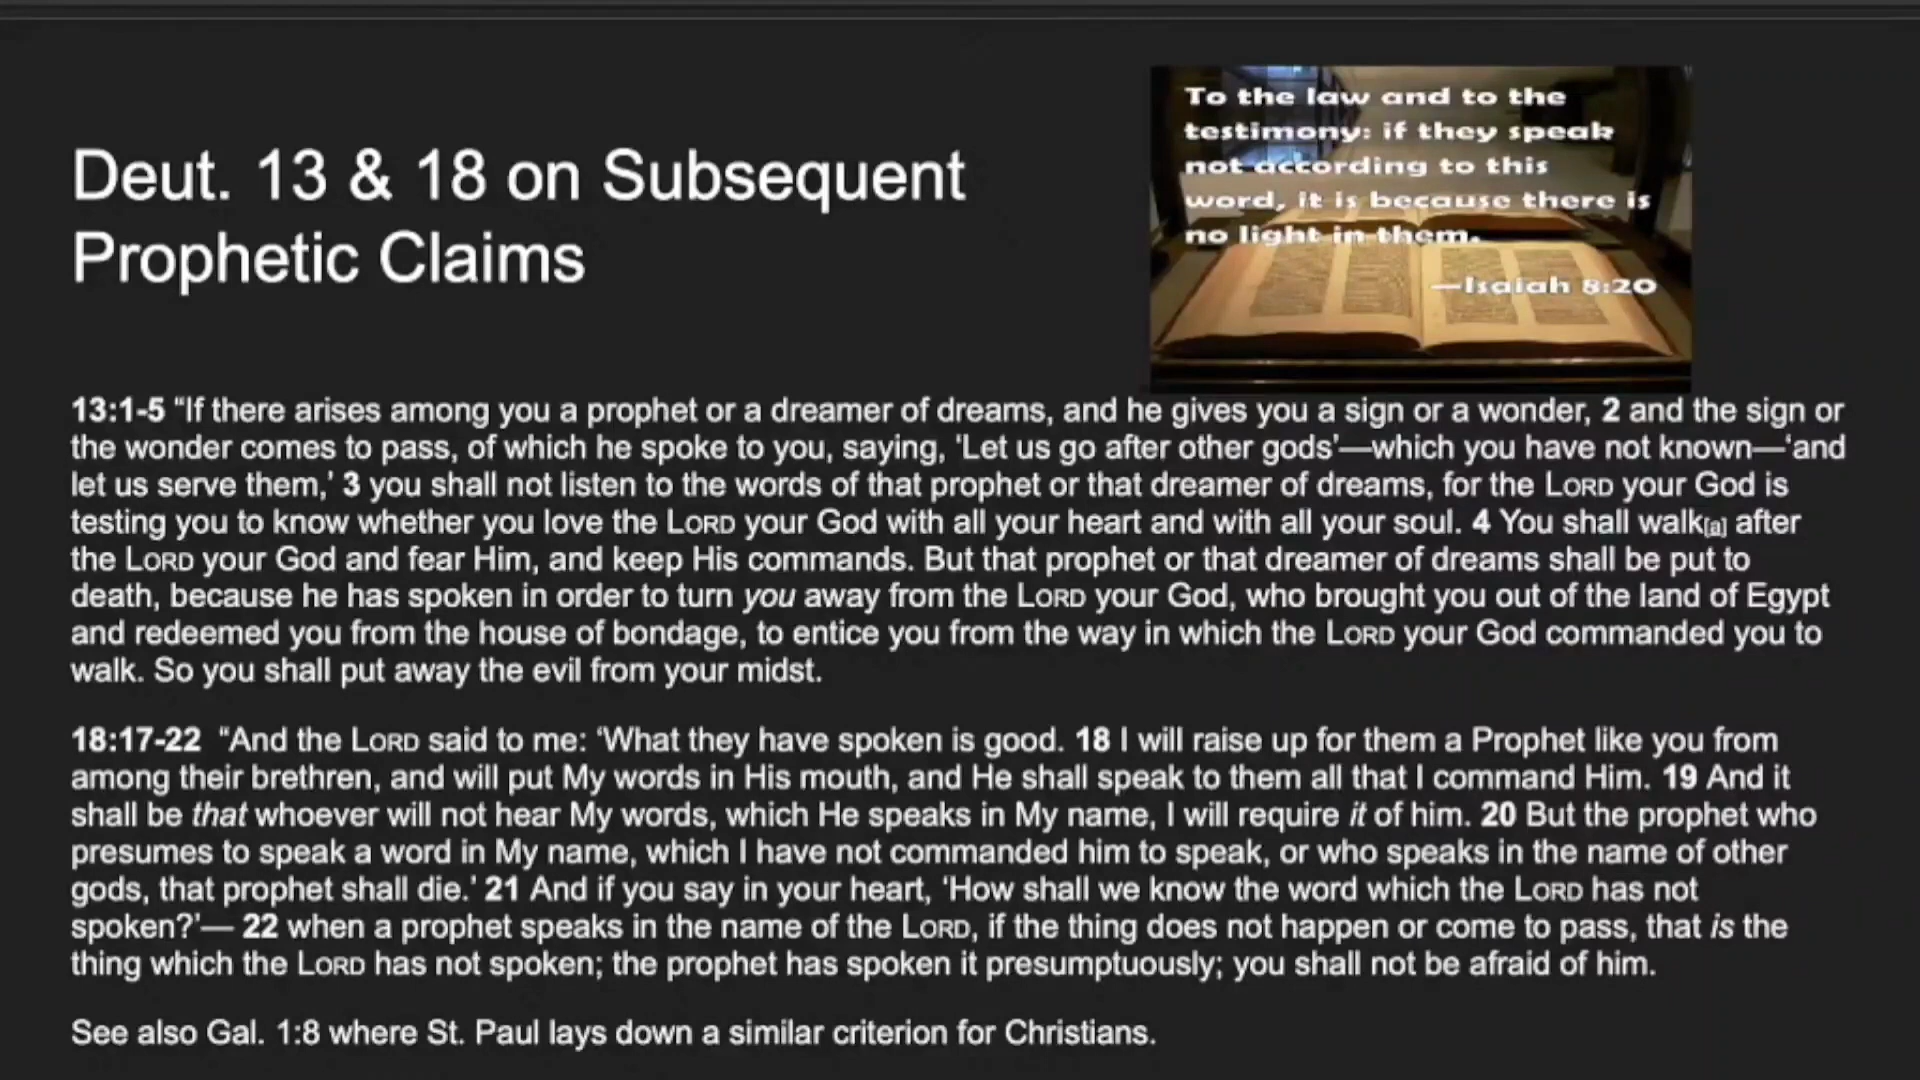 Deut. 13 & 18 on Subsequent
Prophetic Claims
To the law and to the
testimony: if they speak
not according to this
word, it is because there is
no light in them.
—Isaiah 8:20
13:1-5 “If there arises among you a prophet or a dreamer of dreams, and he gives you a sign or a wonder, 2 and the sign or
the wonder comes to pass, of which he spoke to you, saying, ‘Let us go after other gods’—which you have not known—‘and
let us serve them,’ 3 you shall not listen to the words of that prophet or that dreamer of dreams, for the LORD your God is
testing you to know whether you love the LORD your God with all your heart and with all your soul. 4 You shall walk[a] after
the LORD your God and fear Him, and keep His commands. But that prophet or that dreamer of dreams shall be put to
death, because he has spoken in order to turn you away from the LORD your God, who brought you out of the land of Egypt
and redeemed you from the house of bondage, to entice you from the way in which the LORD your God commanded you to
walk. So you shall put away the evil from your midst.
18:17-22 “And the LORD said to me: ‘What they have spoken is good. 18 I will raise up for them a Prophet like you from
among their brethren, and will put My words in His mouth, and He shall speak to them all that I command Him. 19 And it
shall be that whoever will not hear My words, which He speaks in My name, I will require it of him. 20 But the prophet who
presumes to speak a word in My name, which I have not commanded him to speak, or who speaks in the name of other
gods, that prophet shall die.’ 21 And if you say in your heart, ‘How shall we know the word which the LORD has not
spoken?’— 22 when a prophet speaks in the name of the LORD, if the thing does not happen or come to pass, that is the
thing which the LORD has not spoken; the prophet has spoken it presumptuously; you shall not be afraid of him.
See also Gal. 1:8 where St. Paul lays down a similar criterion for Christians.